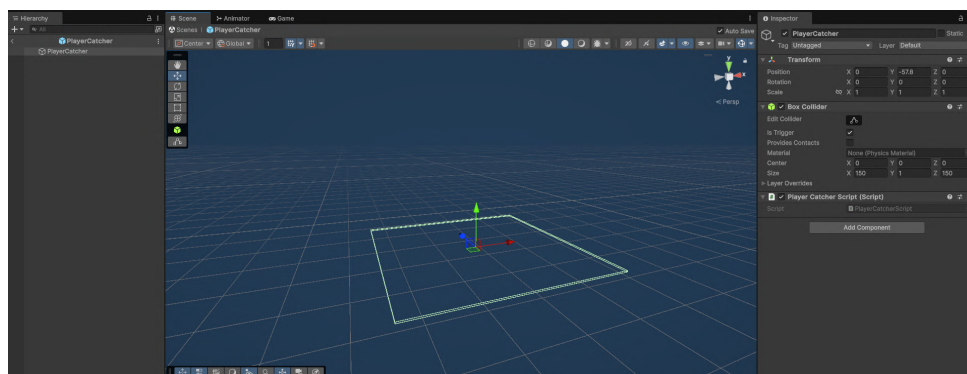 Hierarchy
All
PlayerCatcher
PlayerCatcher
Scene
Animator
Game
Scenes
PlayerCatcher
Auto Save
Center
Global
1
y
x
< Persp
Inspector
PlayerCatcher
Static
Tag Untagged
Layer Default
Transform
Position X 0 Y -57.8 Z 0
Rotation X 0 Y 0 Z 0
Scale X 1 Y 1 Z 1
Box Collider
Edit Collider
Is Trigger
Provides Contacts
Material None (Physics Material)
Center X 0 Y 0 Z 0
Size X 150 Y 1 Z 150
Layer Overrides
Player Catcher Script (Script)
Script PlayerCatcherScript
Add Component